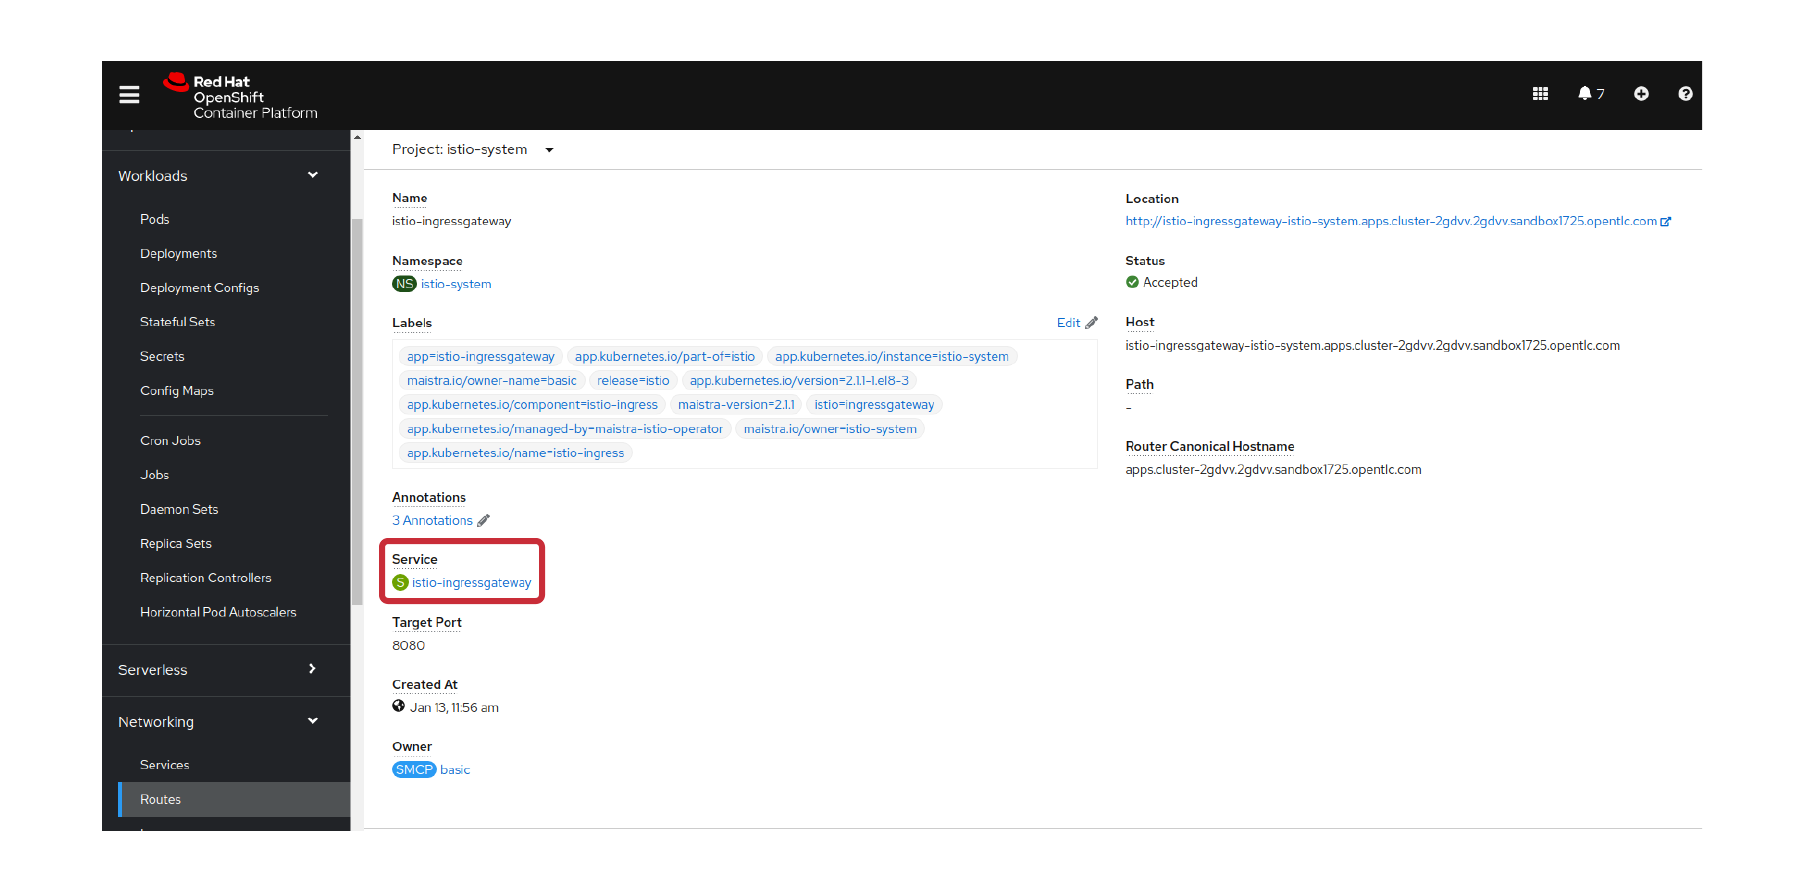 Red Hat
OpenShift
Container Platform
7
Workloads
Pods
Deployments
Deployment Configs
Stateful Sets
Secrets
Config Maps
Cron Jobs
Jobs
Daemon Sets
Replica Sets
Replication Controllers
Horizontal Pod Autoscalers
Serverless
Networking
Services
Routes
Project: istio-system
Name
istio-ingressgateway
Namespace
NS istio-system
Labels
Edit
app=istio-ingressgateway app.kubernetes.io/part-of=istio app.kubernetes.io/instance=istio-system
maistra.io/owner-name=basic release=istio app.kubernetes.io/version=2.1.1-1.el8-3
app.kubernetes.io/component=istio-ingress maistra-version=2.1.1 istio=ingressgateway
app.kubernetes.io/managed-by=maistra-istio-operator maistra.io/owner=istio-system
app.kubernetes.io/name=istio-ingress
Annotations
3 Annotations
Service
S istio-ingressgateway
Target Port
8080
Created At
Jan 13, 11:56 am
Owner
SMCP basic
Location
http://istio-ingressgateway-istio-system.apps.cluster-2gdvv.2gdvv.sandbox1725.opentlc.com
Status
Accepted
Host
istio-ingressgateway-istio-system.apps.cluster-2gdvv.2gdvv.sandbox1725.opentlc.com
Path
-
Router Canonical Hostname
apps.cluster-2gdvv.2gdvv.sandbox1725.opentlc.com